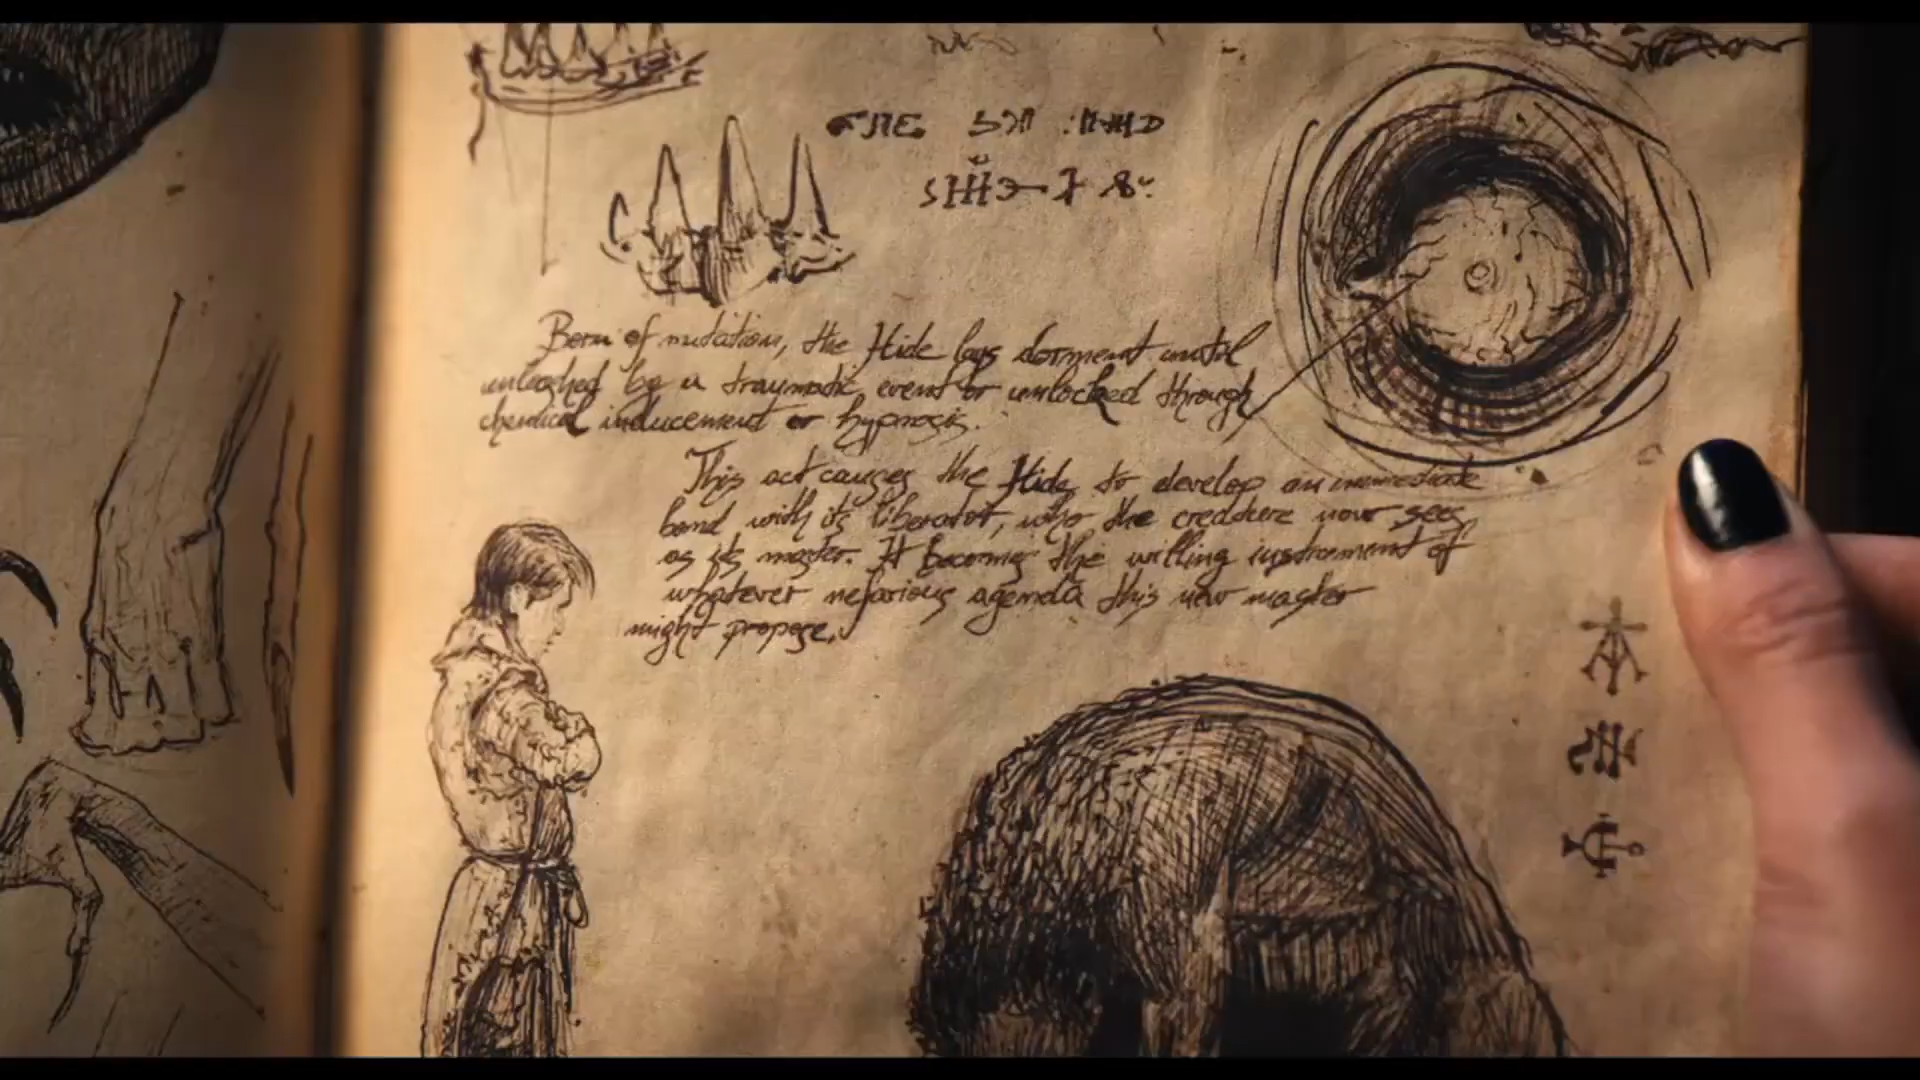 Born of mutation, the Hide lays dorment until
unleashed by a traumatic event or unlocked through
chemical inducement or hypnosis.
This act causes the Hide to develop an immediate
bond with its liberator, who the creature now sees
as its master. It becomes the willing instrument of
whatever nefarious agenda this new master
might propose.